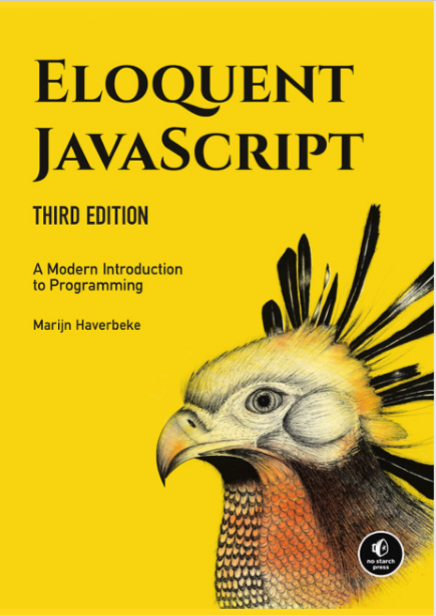 ELOQUENT
JAVASCRIPT
THIRD EDITION
A Modern Introduction
to Programming
Marijn Haverbeke
no starch
press